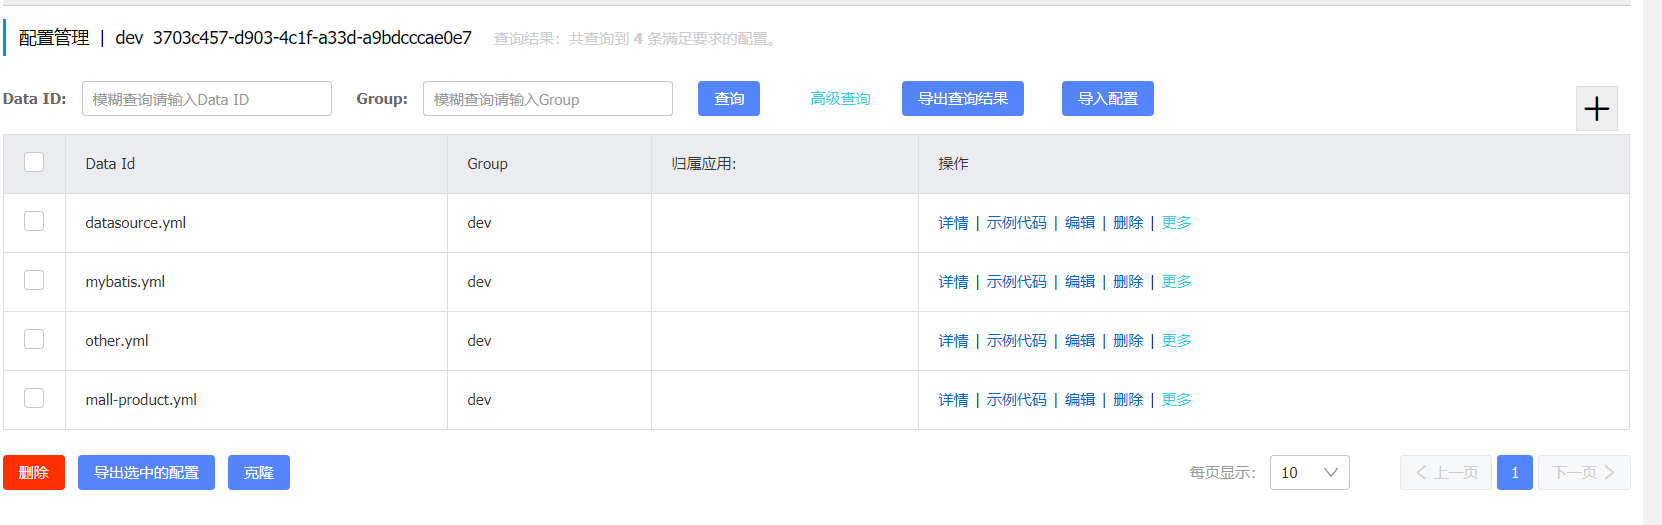 配置管理 | dev 3703c457-d903-4c1f-a33d-a9bdcccae0e7 查询结果：共查询到 4 条满足要求的配置。
Data ID: 模糊查询请输入Data ID Group: 模糊查询请输入Group 查询 高级查询 导出查询结果 导入配置
Data Id Group 归属应用: 操作
datasource.yml dev 详情 | 示例代码 | 编辑 | 删除 | 更多
mybatis.yml dev 详情 | 示例代码 | 编辑 | 删除 | 更多
other.yml dev 详情 | 示例代码 | 编辑 | 删除 | 更多
mall-product.yml dev 详情 | 示例代码 | 编辑 | 删除 | 更多
删除 导出选中的配置 克隆 每页显示: 10 上一页 1 下一页